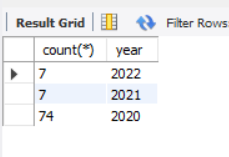 Result Grid Filter Rows:
count(*) year
7 2022
7 2021
74 2020